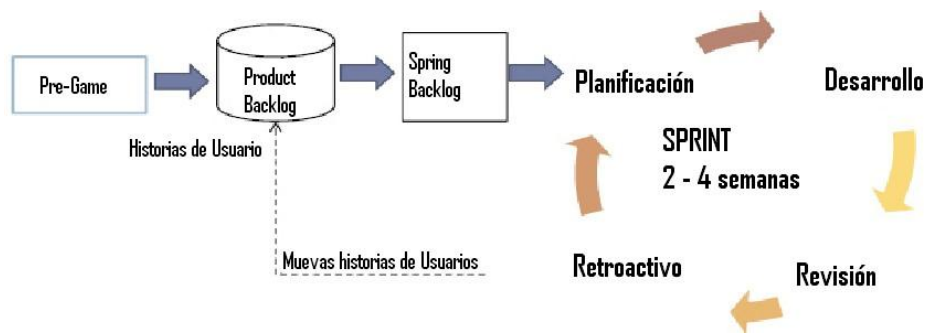 Pre-Game
Product
Backlog
Spring
Backlog
Planificación
Desarrollo
Historias de Usuario
SPRINT
2 - 4 semanas
Muevas historias de Usuarios
Retroactivo
Revisión